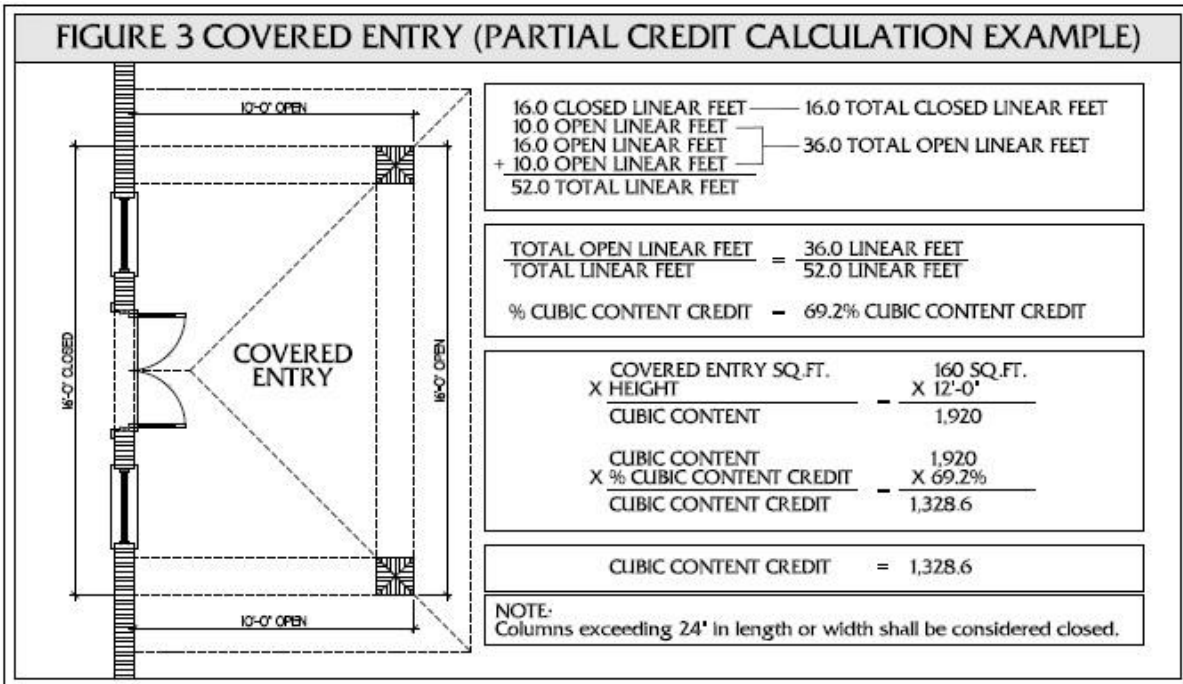 FIGURE 3 COVERED ENTRY (PARTIAL CREDIT CALCULATION EXAMPLE)
10'-0" OPEN
16'-0" CLOSED
COVERED
ENTRY
16'-0" OPEN
10'-0" OPEN
16.0 CLOSED LINEAR FEET 16.0 TOTAL CLOSED LINEAR FEET
10.0 OPEN LINEAR FEET
16.0 OPEN LINEAR FEET 36.0 TOTAL OPEN LINEAR FEET
+ 10.0 OPEN LINEAR FEET
52.0 TOTAL LINEAR FEET
TOTAL OPEN LINEAR FEET = 36.0 LINEAR FEET
TOTAL LINEAR FEET 52.0 LINEAR FEET
% CUBIC CONTENT CREDIT = 69.2% CUBIC CONTENT CREDIT
COVERED ENTRY SQ.FT. 160 SQ.FT.
X HEIGHT = X 12'-0"
CUBIC CONTENT 1,920
CUBIC CONTENT 1,920
X % CUBIC CONTENT CREDIT = X 69.2%
CUBIC CONTENT CREDIT 1,328.6
CUBIC CONTENT CREDIT = 1,328.6
NOTE:
Columns exceeding 24" in length or width shall be considered closed.